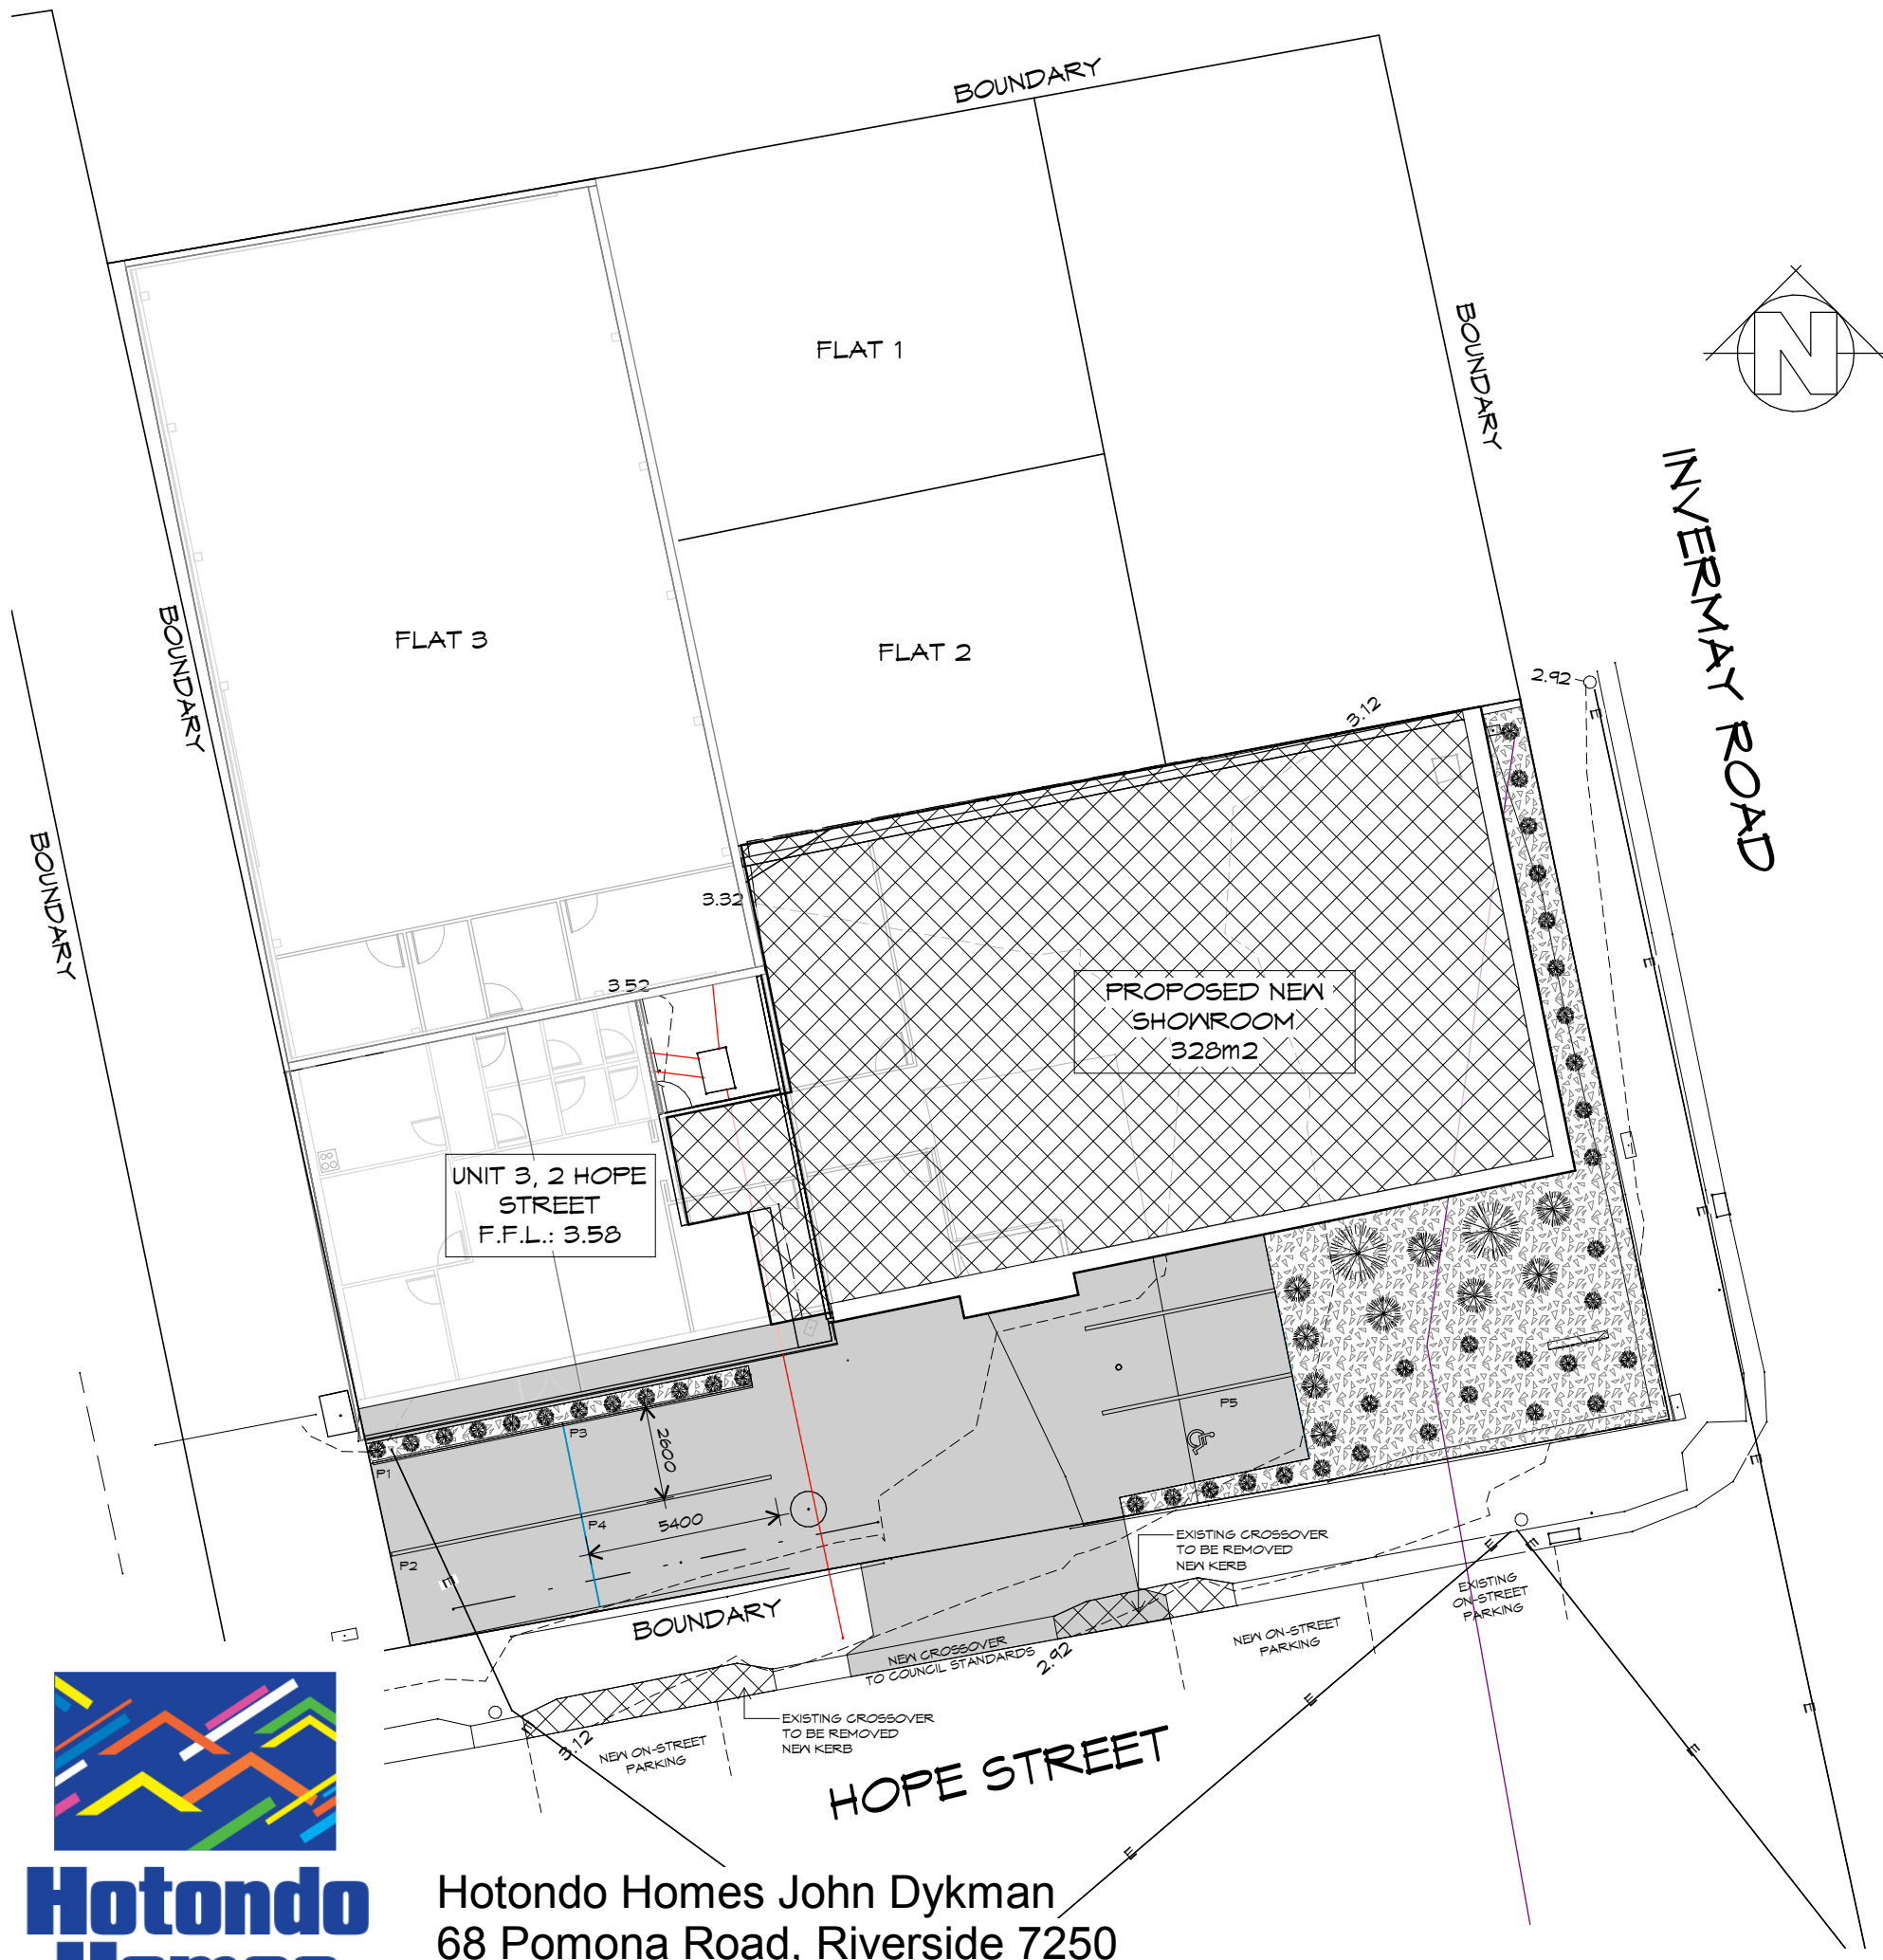 BOUNDARY
N
FLAT 1
BOUNDARY
INVERMAY ROAD
FLAT 3
FLAT 2
BOUNDARY
2.92
E
3.12
BOUNDARY
3.32
E
3.52
PROPOSED NEW
SHOWROOM
328m2
UNIT 3, 2 HOPE
STREET
F.F.L.: 3.58
E
P3
2600
P5
P1
E
P4
5400
P2
EXISTING CROSSOVER
TO BE REMOVED
NEW KERB
E
E
E
EXISTING
ON-STREET
PARKING
BOUNDARY
NEW ON-STREET
PARKING
NEW CROSSOVER
TO COUNCIL STANDARDS
2.92
E
E
EXISTING CROSSOVER
TO BE REMOVED
NEW KERB
E
3.12
NEW ON-STREET
PARKING
E
HOPE STREET
E
Hotondo
Homes
Hotondo Homes John Dykman
68 Pomona Road, Riverside 7250